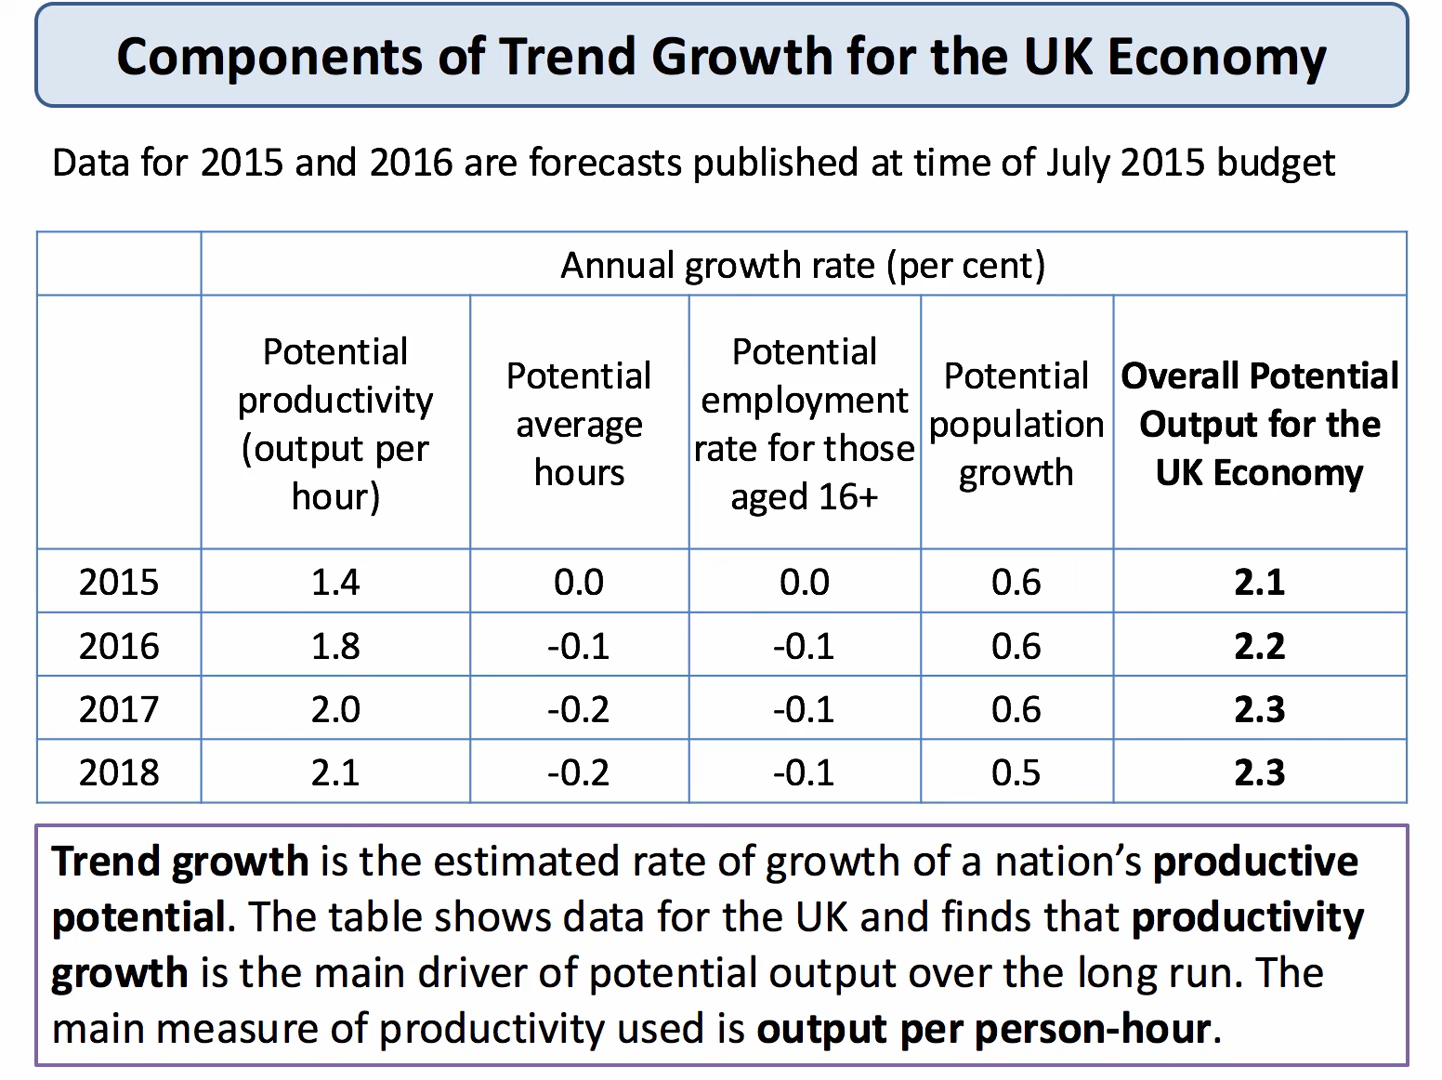 Components of Trend Growth for the UK Economy
Data for 2015 and 2016 are forecasts published at time of July 2015 budget
Annual growth rate (per cent)
Potential
productivity
(output per
hour)
Potential
average
hours
Potential
employment
rate for those
aged 16+
Potential
population
growth
Overall Potential
Output for the
UK Economy
2015 1.4 0.0 0.0 0.6 2.1
2016 1.8 -0.1 -0.1 0.6 2.2
2017 2.0 -0.2 -0.1 0.6 2.3
2018 2.1 -0.2 -0.1 0.5 2.3
Trend growth is the estimated rate of growth of a nation’s productive
potential. The table shows data for the UK and finds that productivity
growth is the main driver of potential output over the long run. The
main measure of productivity used is output per person-hour.